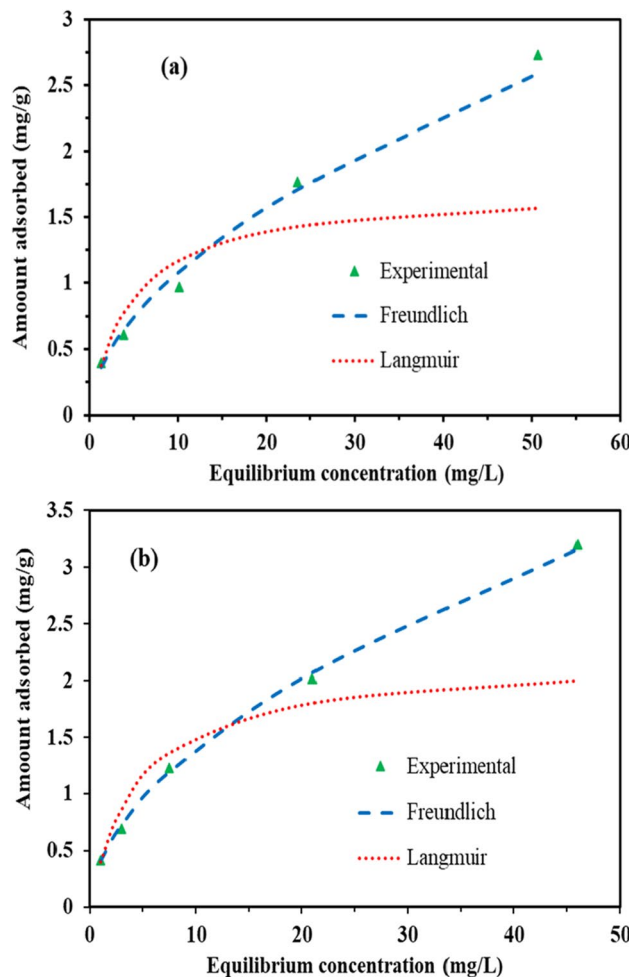 3
(a)
2.5
2
1.5
1
0.5
0
Amoount adsorbed (mg/g)
Experimental
Freundlich
Langmuir
0 10 20 30 40 50 60
Equilibrium concentration (mg/L)
3.5
(b)
3
2.5
2
1.5
1
0.5
0
Amoount adsorbed (mg/g)
Experimental
Freundlich
Langmuir
0 10 20 30 40 50
Equilibrium concentration (mg/L)